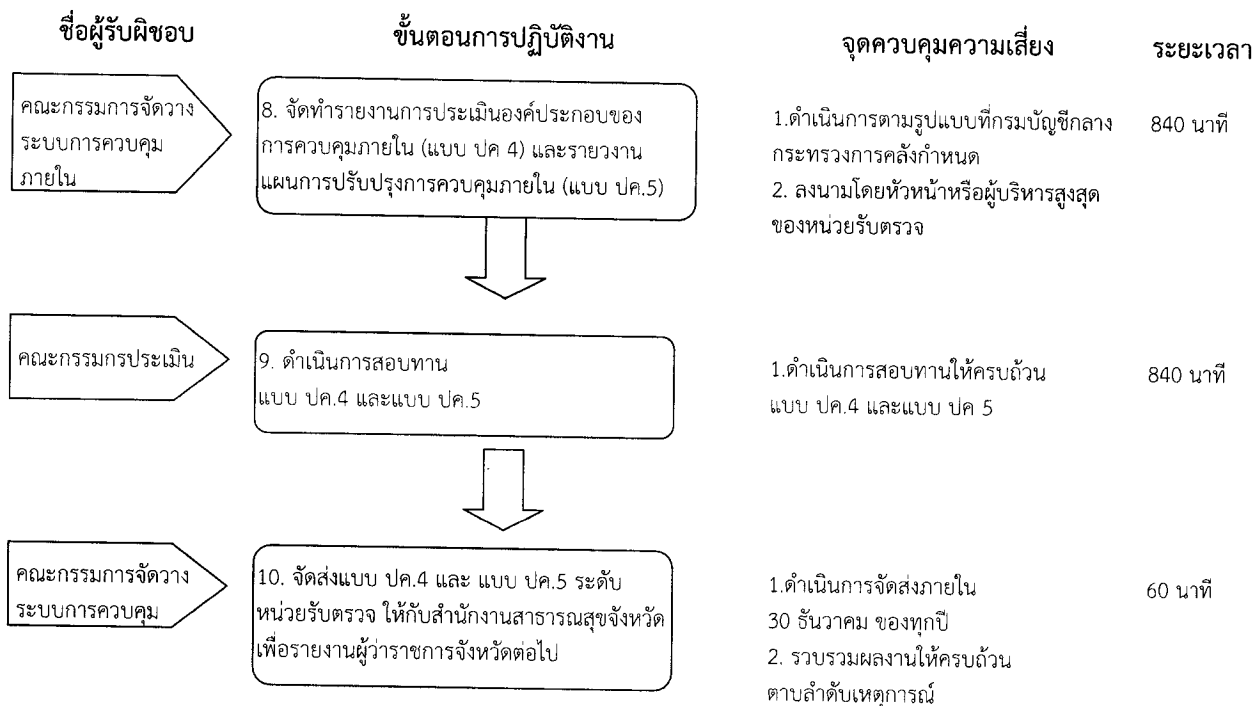 ชื่อผู้รับผิชอบ
ขั้นตอนการปฏิบัติงาน
จุดควบคุมความเสี่ยง
ระยะเวลา
คณะกรรมการจัดวาง
ระบบการควบคุม
ภายใน
8. จัดทำรายงานการประเมินองค์ประกอบของ
การควบคุมภายใน (แบบ ปค 4) และรายวงาน
แผนการปรับปรุงการควบคุมภายใน (แบบ ปค.5)
1.ดำเนินการตามรูปแบบที่กรมบัญชีกลาง
กระทรวงการคลังกำหนด
2. ลงนามโดยหัวหน้าหรือผู้บริหารสูงสุด
ของหน่วยรับตรวจ
840 นาที
คณะกรรมกรประเมิน
9. ดำเนินการสอบทาน
แบบ ปค.4 และแบบ ปค.5
1.ดำเนินการสอบทานให้ครบถ้วน
แบบ ปค.4 และแบบ ปค 5
840 นาที
คณะกรรมการจัดวาง
ระบบการควบคุม
10. จัดส่งแบบ ปค.4 และ แบบ ปค.5 ระดับ
หน่วยรับตรวจ ให้กับสำนักงานสาธารณสุขจังหวัด
เพื่อรายงานผู้ว่าราชการจังหวัดต่อไป
1.ดำเนินการจัดส่งภายใน
30 ธันวาคม ของทุกปี
2. รวบรวมผลงานให้ครบถ้วน
ตาบลำดับเหตุการณ์
60 นาที